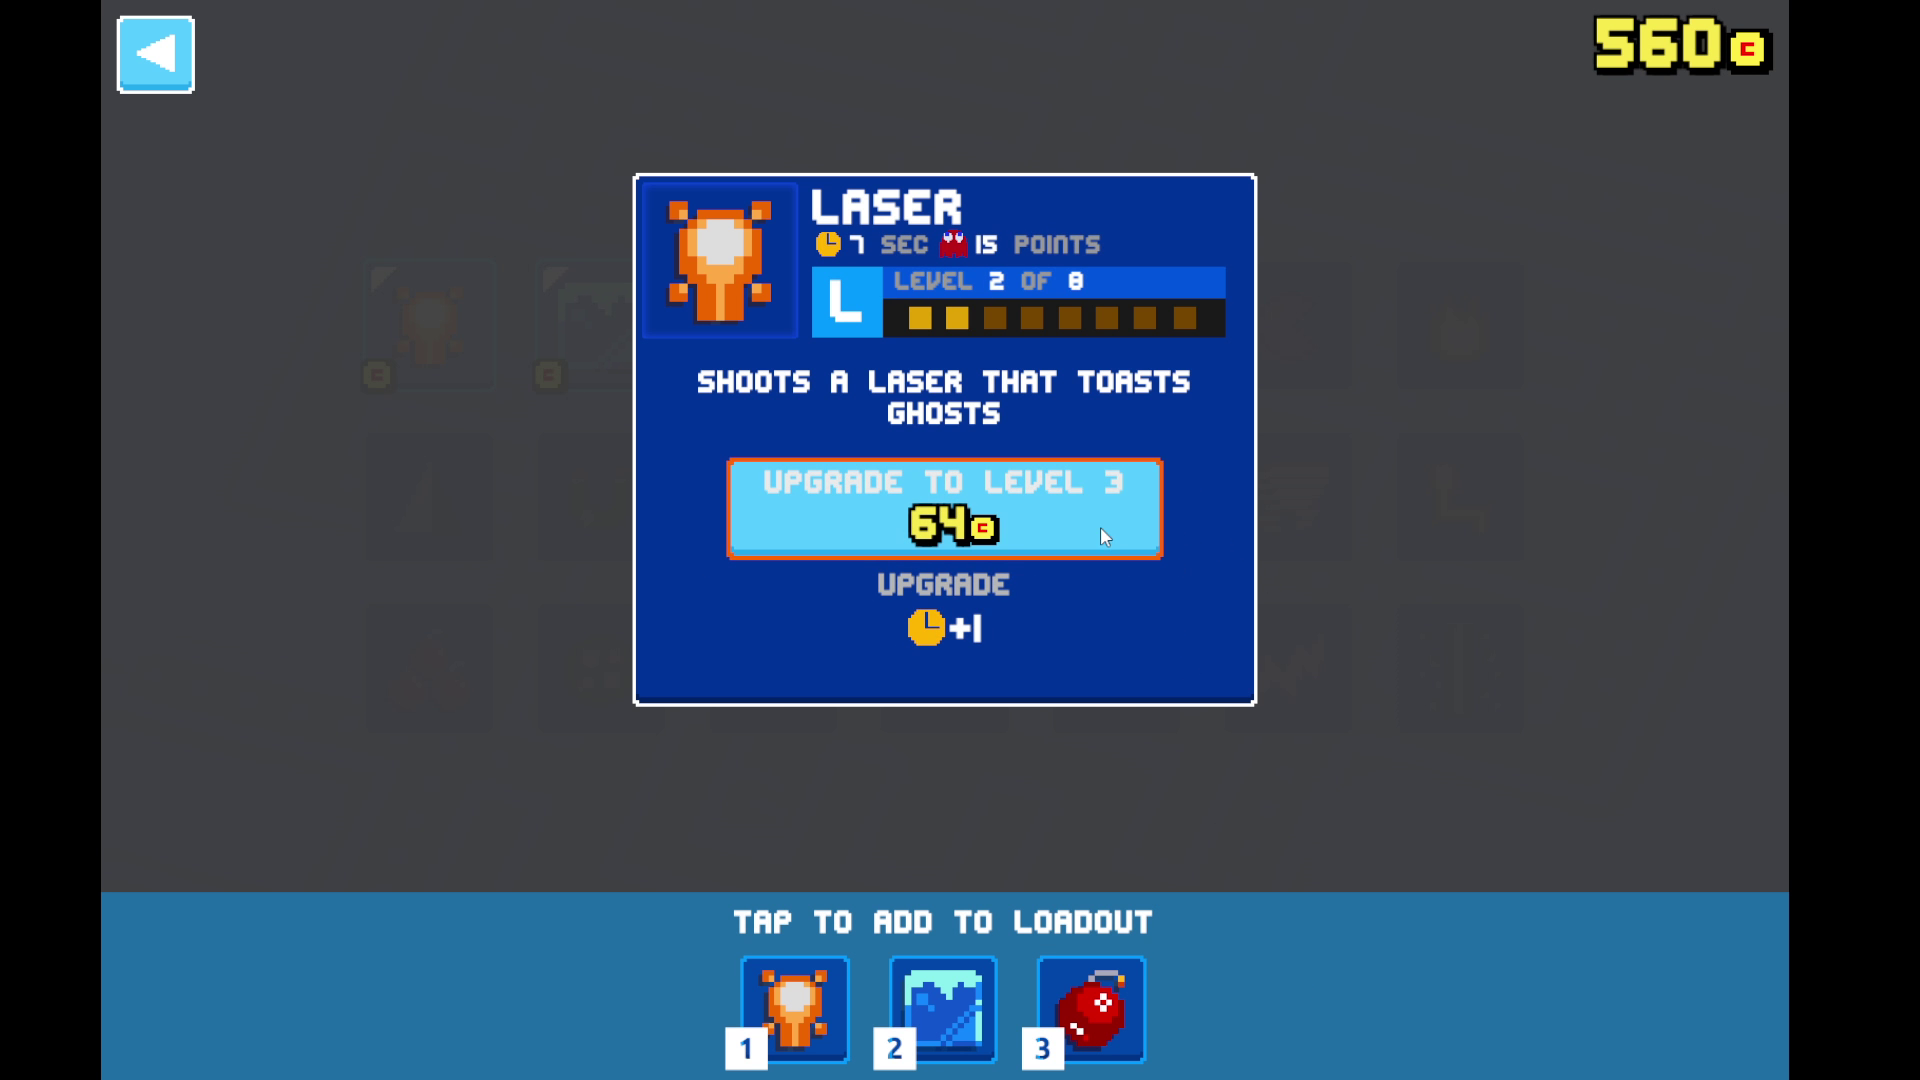 560
LASER
7 SEC 15 POINTS
L
LEVEL 2 OF 8
SHOOTS A LASER THAT TOASTS
GHOSTS
UPGRADE TO LEVEL 3
64
UPGRADE
+1
TAP TO ADD TO LOADOUT
1
2
3